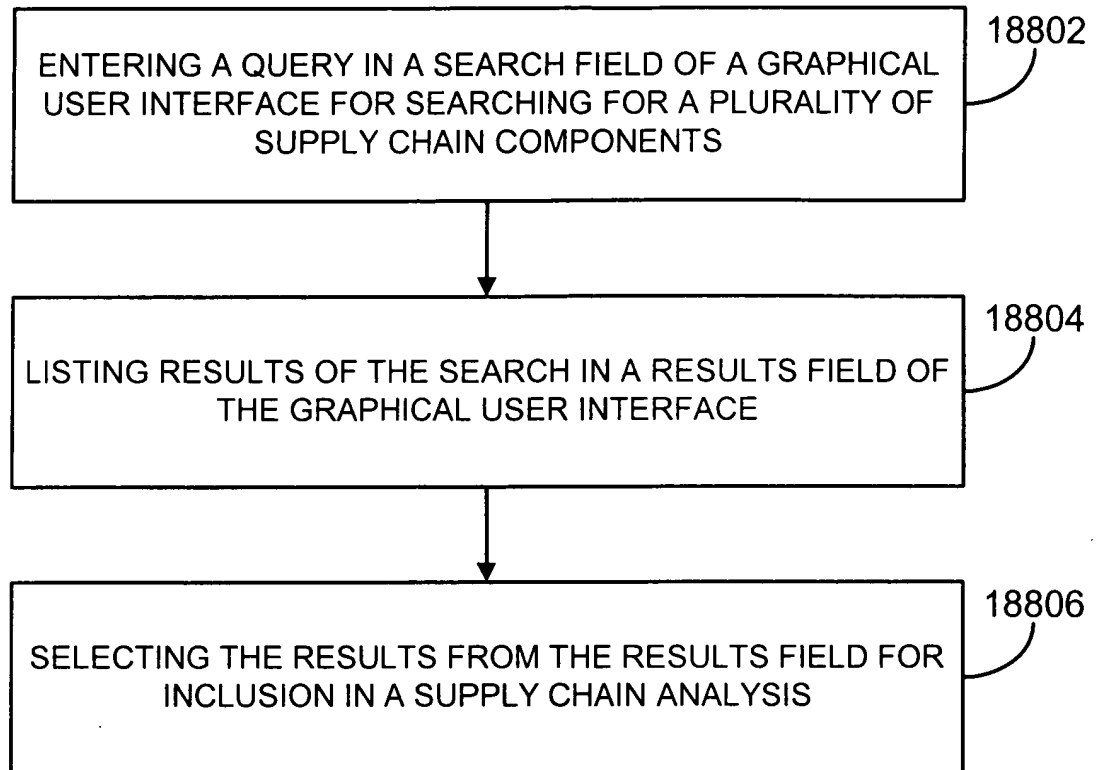 18802
ENTERING A QUERY IN A SEARCH FIELD OF A GRAPHICAL
USER INTERFACE FOR SEARCHING FOR A PLURALITY OF
SUPPLY CHAIN COMPONENTS
18804
LISTING RESULTS OF THE SEARCH IN A RESULTS FIELD OF
THE GRAPHICAL USER INTERFACE
18806
SELECTING THE RESULTS FROM THE RESULTS FIELD FOR
INCLUSION IN A SUPPLY CHAIN ANALYSIS